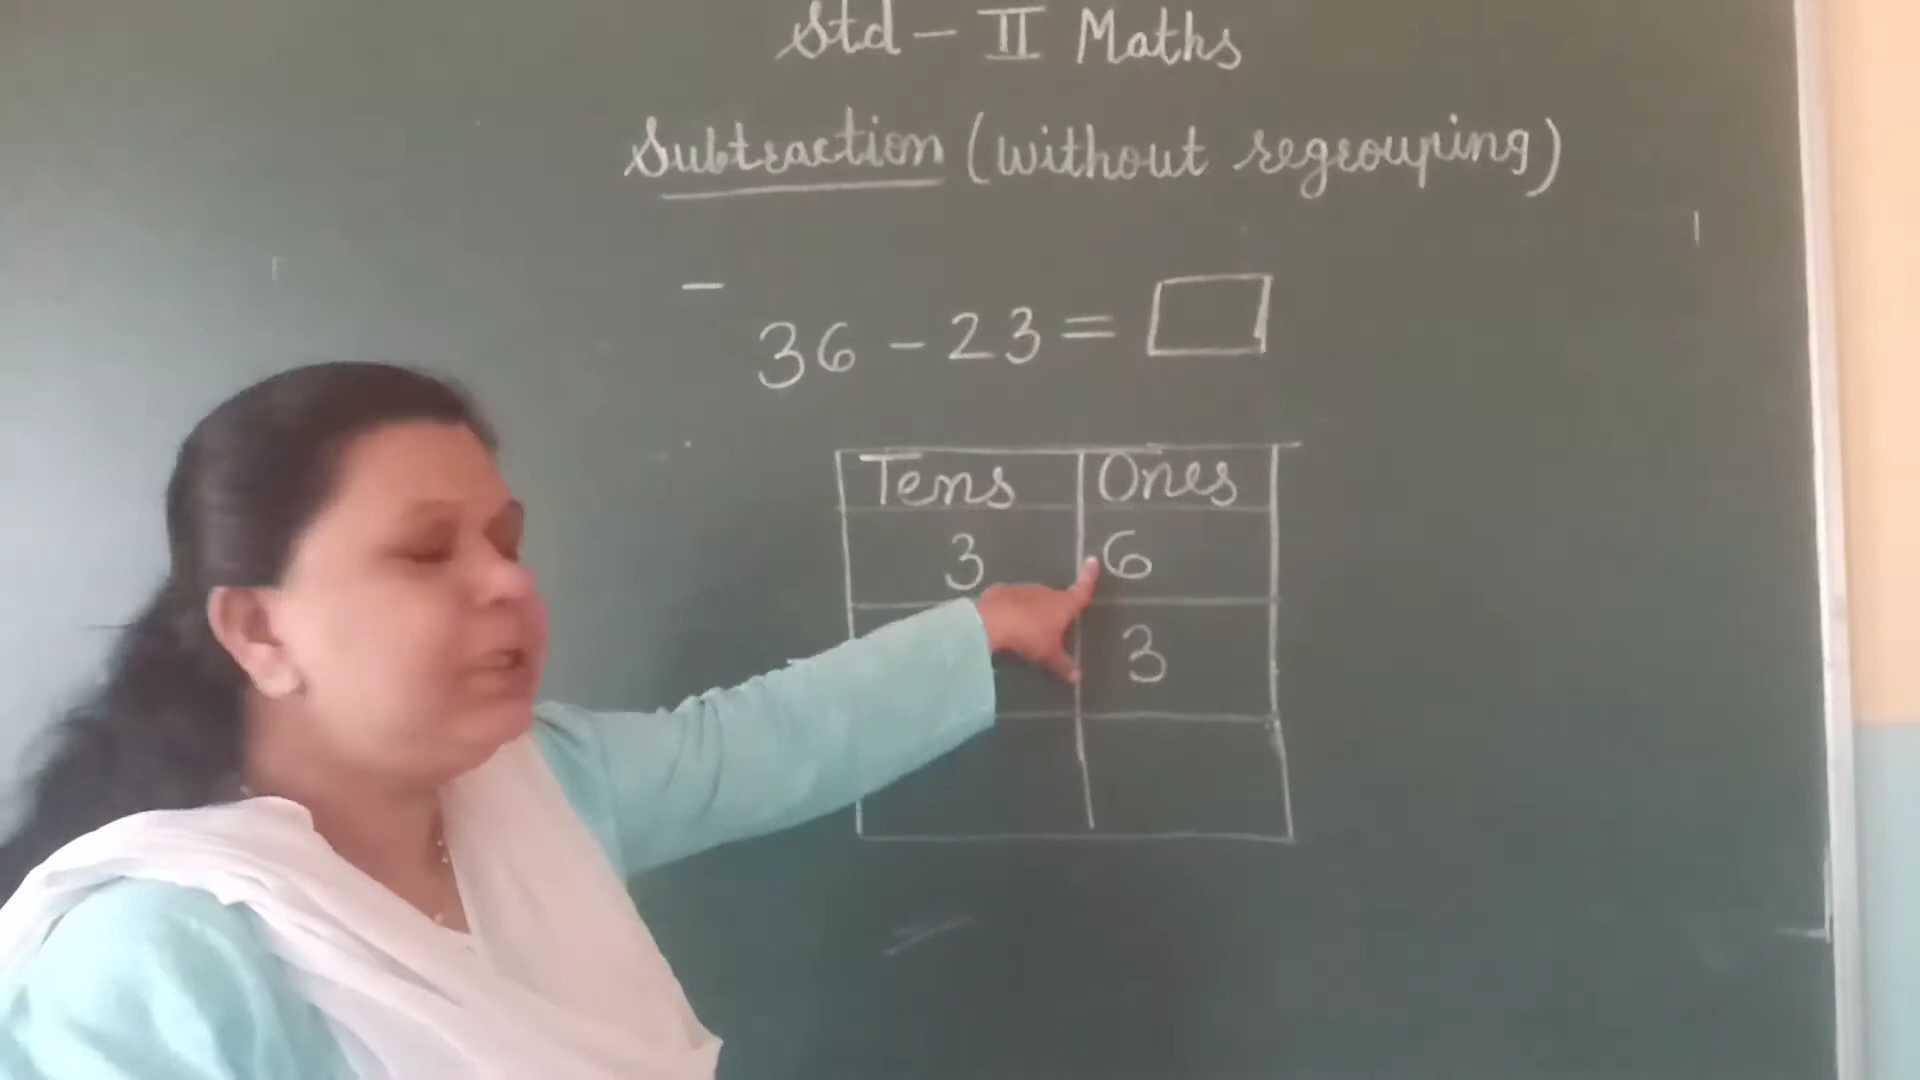 Std - II Maths
Subtraction (without regrouping)
-
36 - 23 =
Tens Ones
3 6
3